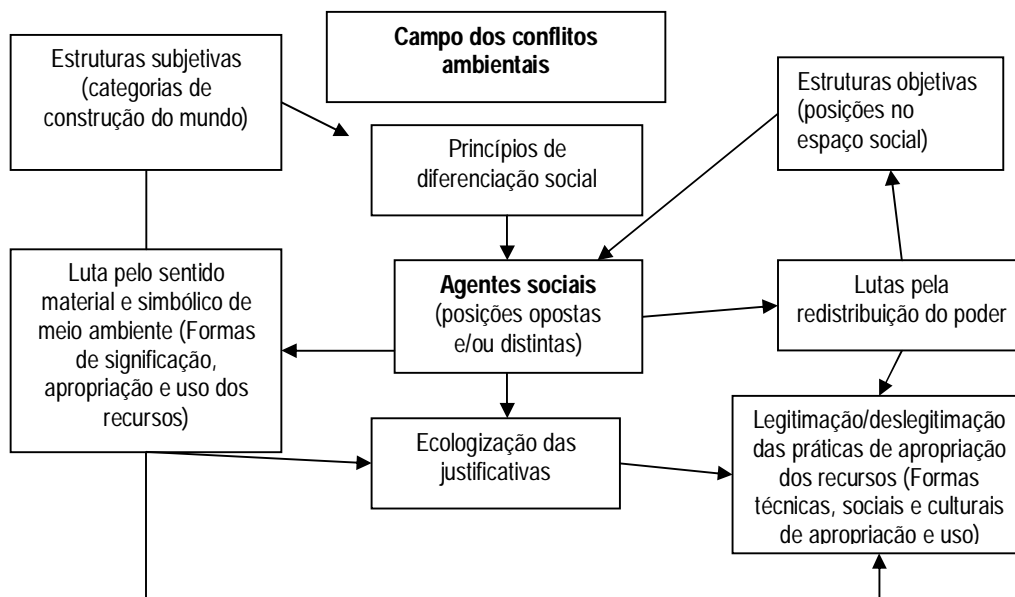 Campo dos conflitos
ambientais
Estruturas subjetivas
(categorias de
construção do mundo)
Estruturas objetivas
(posições no
espaço social)
Princípios de
diferenciação social
Luta pelo sentido
material e simbólico de
meio ambiente (Formas
de significação,
apropriação e uso dos
recursos)
Agentes sociais
(posições opostas
e/ou distintas)
Lutas pela
redistribuição do poder
Ecologização das
justificativas
Legitimação/deslegitimação
das práticas de apropriação
dos recursos (Formas
técnicas, sociais e culturais
de apropriação e uso)